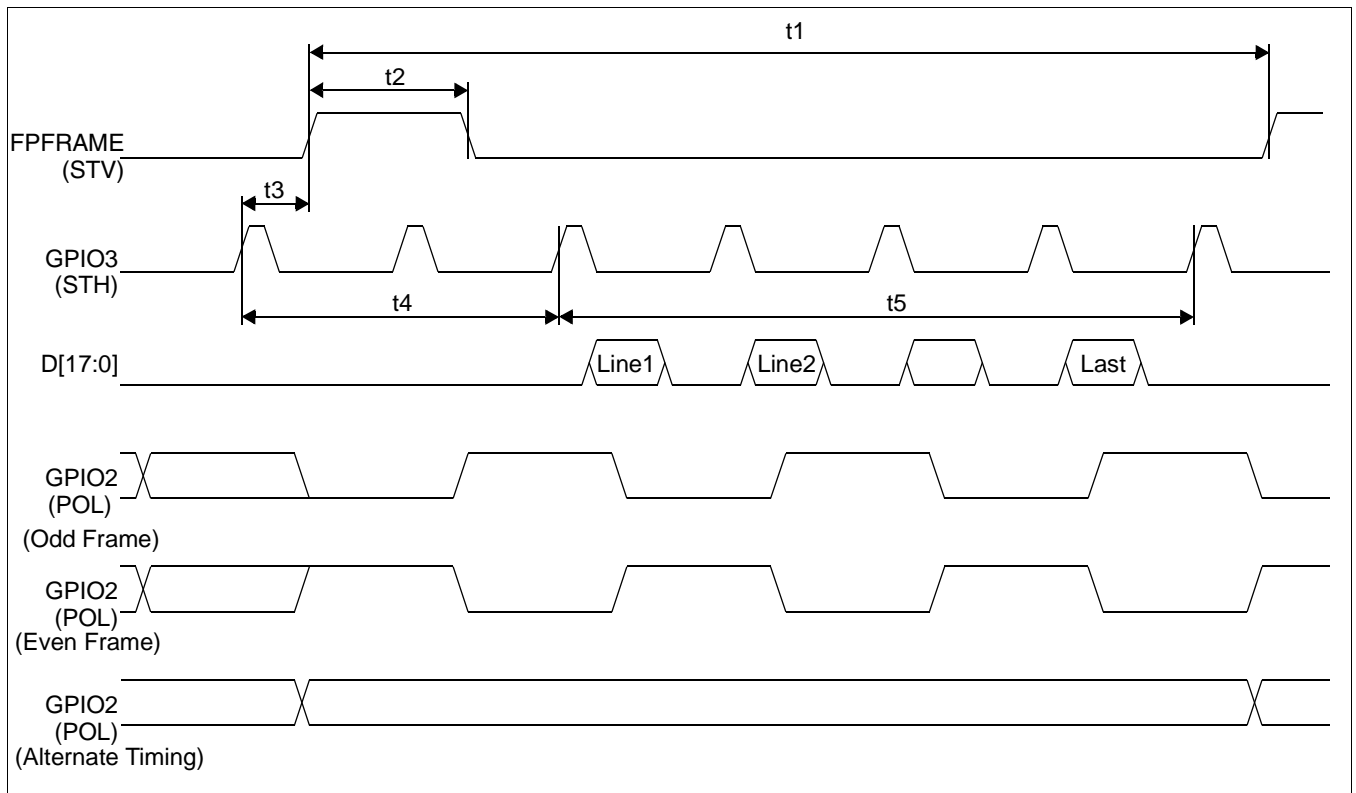 t1
t2
FPFRAME
(STV)
t3
GPIO3
(STH)
t4
t5
D[17:0]
Line1
Line2
Last
GPIO2
(POL)
(Odd Frame)
GPIO2
(POL)
(Even Frame)
GPIO2
(POL)
(Alternate Timing)